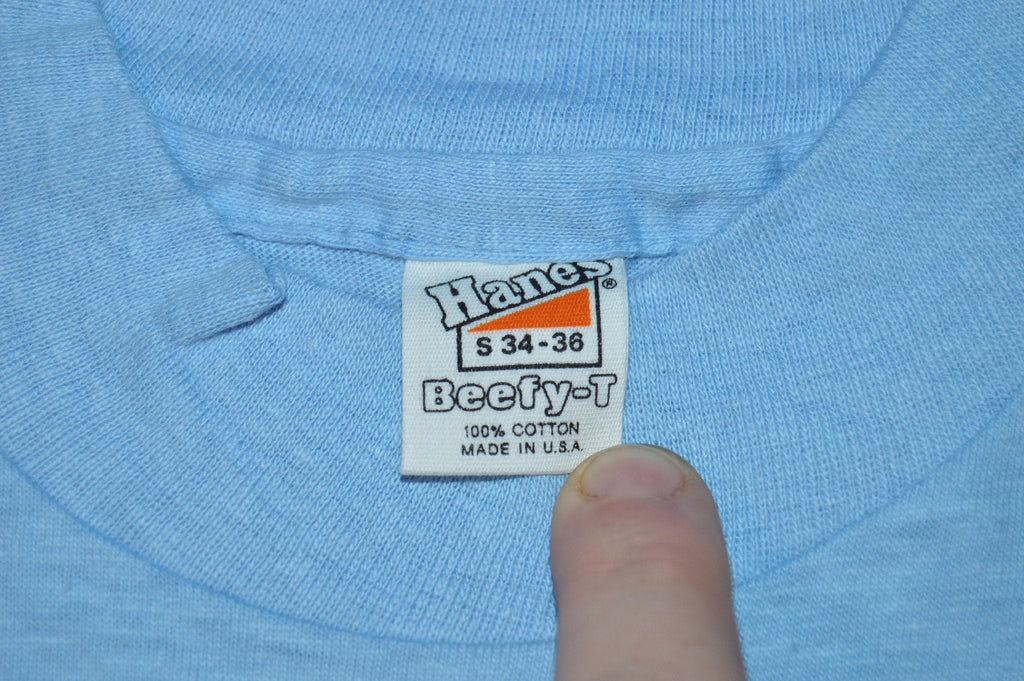 Hanes®
S 34-36
Beefy-T
100% COTTON
MADE IN U.S.A.